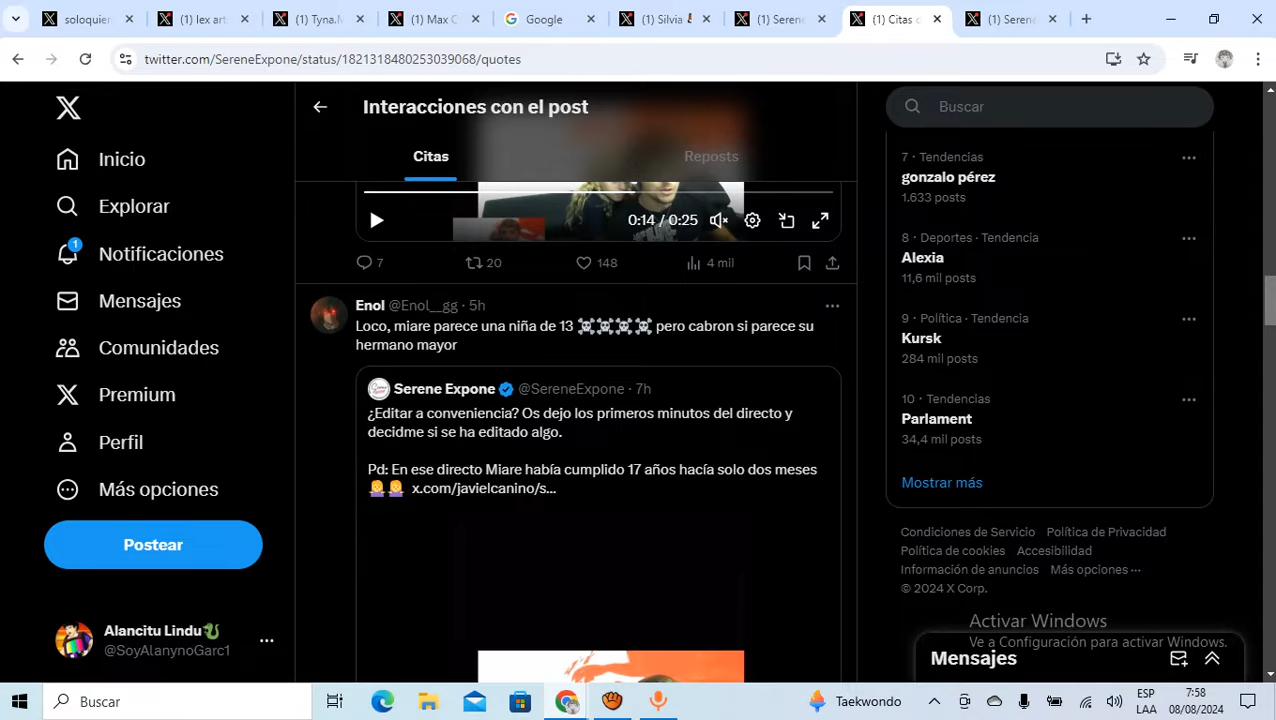 soloquier
(1) lex art
(1) Tyna.M
(1) Max C
Google
(1) Silvia
(1) Seren
(1) Citas d
(1) Serene
twitter.com/SereneExpone/status/1821318480253039068/quotes
Inicio
Explorar
1
Notificaciones
Mensajes
Comunidades
Premium
Perfil
Más opciones
Postear
Alancitu Lindu🐍
@SoyAlanynoGarc1
Interacciones con el post
Citas
Reposts
0:14 / 0:25
7
20
148
4 mil
Enol @Enol__gg · 5h
Loco, miare parece una niña de 13 ☠️☠️☠️☠️ pero cabron si parece su
hermano mayor
Serene Expone @SereneExpone · 7h
¿Editar a conveniencia? Os dejo los primeros minutos del directo y
decidme si se ha editado algo.
Pd: En ese directo Miare había cumplido 17 años hacía solo dos meses
🤷‍♀️🤷‍♀️ x.com/javielcanino/s...
Buscar
7 · Tendencias
gonzalo pérez
1.633 posts
8 · Deportes · Tendencia
Alexia
11,6 mil posts
9 · Política · Tendencia
Kursk
284 mil posts
10 · Tendencias
Parlament
34,4 mil posts
Mostrar más
Condiciones de Servicio Política de Privacidad
Política de cookies Accesibilidad
Información de anuncios Más opciones ···
© 2024 X Corp.
Activar Windows
Ve a Configuración para activar Windows.
Mensajes
Buscar
Taekwondo
ESP
LAA
7:58
08/08/2024